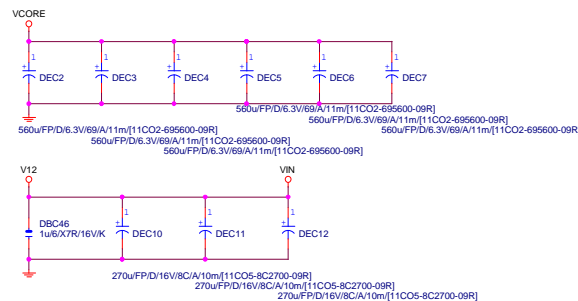 VCORE
1 1 1 1 1 1
+ + + + + +
DEC2 DEC3 DEC4 DEC5 DEC6 DEC7
560u/FP/D/6.3V/69/A/11m/[11CO2-695600-09R]
560u/FP/D/6.3V/69/A/11m/[11CO2-695600-09R]
560u/FP/D/6.3V/69/A/11m/[11CO2-695600-09R]
560u/FP/D/6.3V/69/A/11m/[11CO2-695600-09R]
560u/FP/D/6.3V/69/A/11m/[11CO2-695600-09R]
560u/FP/D/6.3V/69/A/11m/[11CO2-695600-09R
V12 VIN
1 1 1
+ + +
DBC46
1u/6/X7R/16V/K
DEC10 DEC11 DEC12
270u/FP/D/16V/8C/A/10m/[11CO5-8C2700-09R]
270u/FP/D/16V/8C/A/10m/[11CO5-8C2700-09R]
270u/FP/D/16V/8C/A/10m/[11CO5-8C2700-09R]